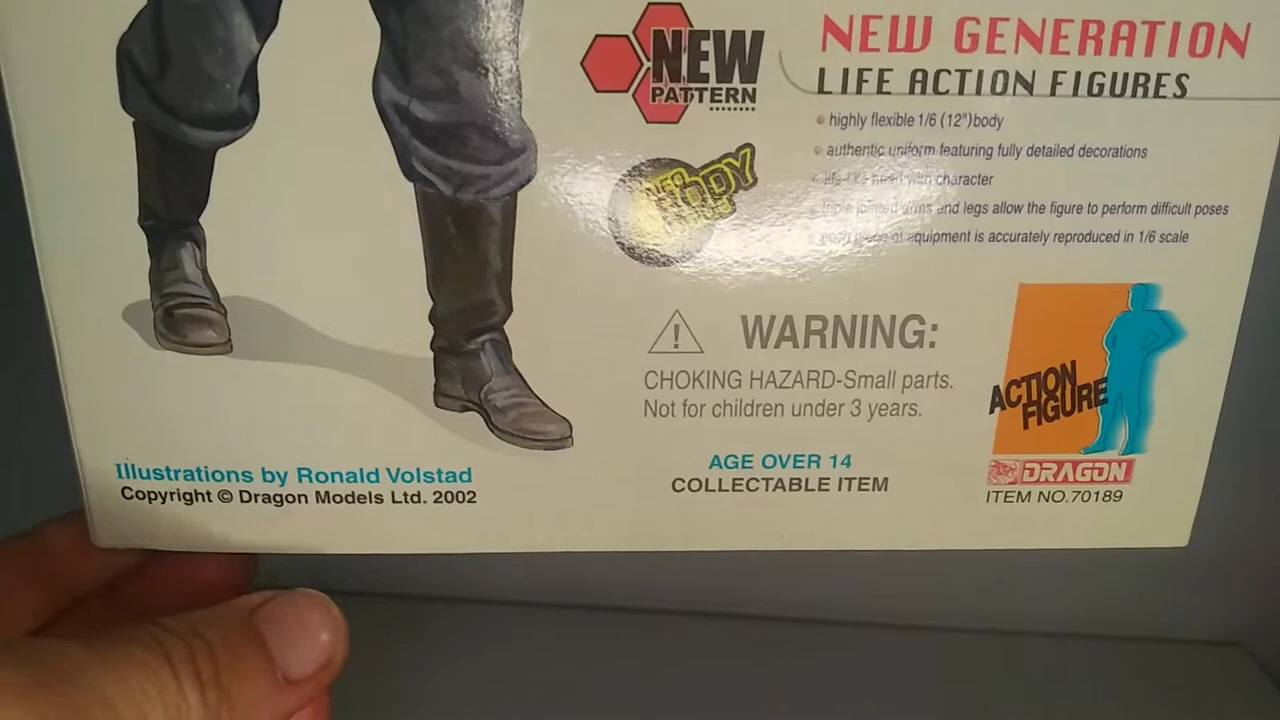 NEW
PATTERN
NEW GENERATION
LIFE ACTION FIGURES
highly flexible 1/6 (12") body
authentic uniform featuring fully detailed decorations
life-like head with character
triple jointed arms and legs allow the figure to perform difficult poses
each piece of equipment is accurately reproduced in 1/6 scale
BODY
WARNING:
CHOKING HAZARD-Small parts.
Not for children under 3 years.
AGE OVER 14
COLLECTABLE ITEM
ACTION
FIGURE
DRAGON
ITEM NO.70189
Illustrations by Ronald Volstad
Copyright © Dragon Models Ltd. 2002